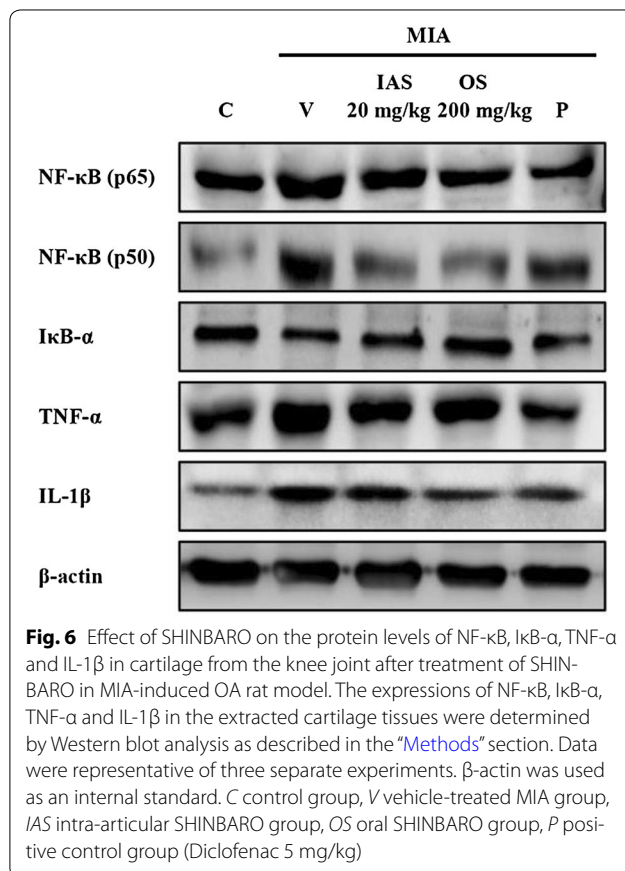 MIA
IAS OS
C V 20 mg/kg 200 mg/kg P
NF-κB (p65)
NF-κB (p50)
IκB-α
TNF-α
IL-1β
β-actin
Fig. 6 Effect of SHINBARO on the protein levels of NF-κB, IκB-α, TNF-α
and IL-1β in cartilage from the knee joint after treatment of SHIN-
BARO in MIA-induced OA rat model. The expressions of NF-κB, IκB-α,
TNF-α and IL-1β in the extracted cartilage tissues were determined
by Western blot analysis as described in the “Methods” section. Data
were representative of three separate experiments. β-actin was used
as an internal standard. C control group, V vehicle-treated MIA group,
IAS intra-articular SHINBARO group, OS oral SHINBARO group, P posi-
tive control group (Diclofenac 5 mg/kg)